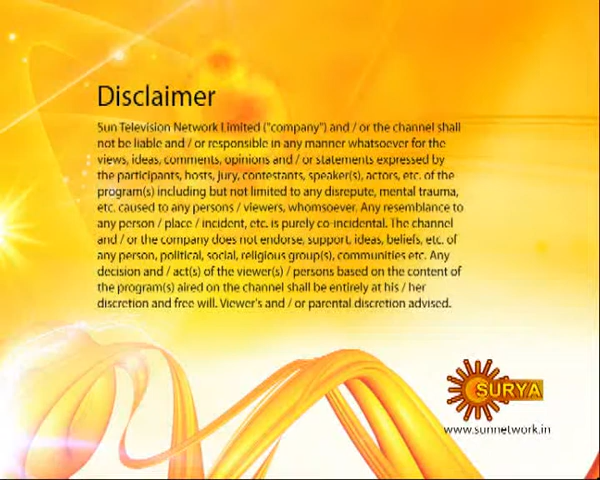 Disclaimer
Sun Television Network Limited ("company") and / or the channel shall
not be liable and / or responsible in any manner whatsoever for the
views, ideas, comments, opinions and / or statements expressed by
the participants, hosts, jury, contestants, speaker(s), actors, etc. of the
program(s) including but not limited to any disrepute, mental trauma,
etc. caused to any persons / viewers, whomsoever. Any resemblance to
any person / place / incident, etc. is purely co-incidental. The channel
and / or the company does not endorse, support, ideas, beliefs, etc. of
any person, political, social, religious group(s), communities etc. Any
decision and / act(s) of the viewer(s) / persons based on the content of
the program(s) aired on the channel shall be entirely at his / her
discretion and free will. Viewer's and / or parental discretion advised.
SURYA
www.sunnetwork.in